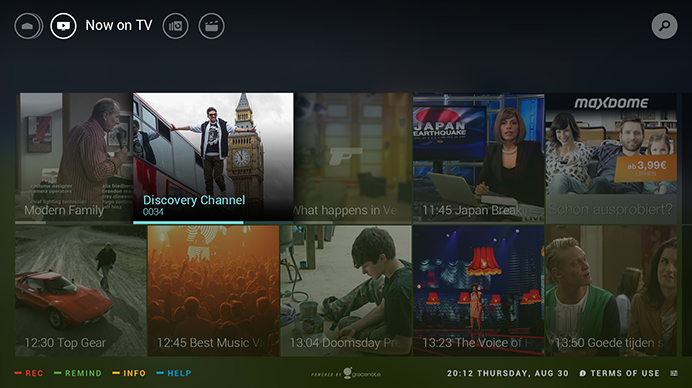 Now on TV
JAPAN
EARTHQUAKE
maxdome
ab 3,99€
LEIHEN
Modern Family
Discovery Channel
0034
What happens in Ve
11:45 Japan Break
Schon ausprobiert?
12:30 Top Gear
12:45 Best Music Vi
13:04 Doomsday Pre
13:23 The Voice of H
13:50 Goede tijden s
REC
REMIND
INFO
HELP
POWERED BY gracenote
20:12 THURSDAY, AUG 30
TERMS OF USE